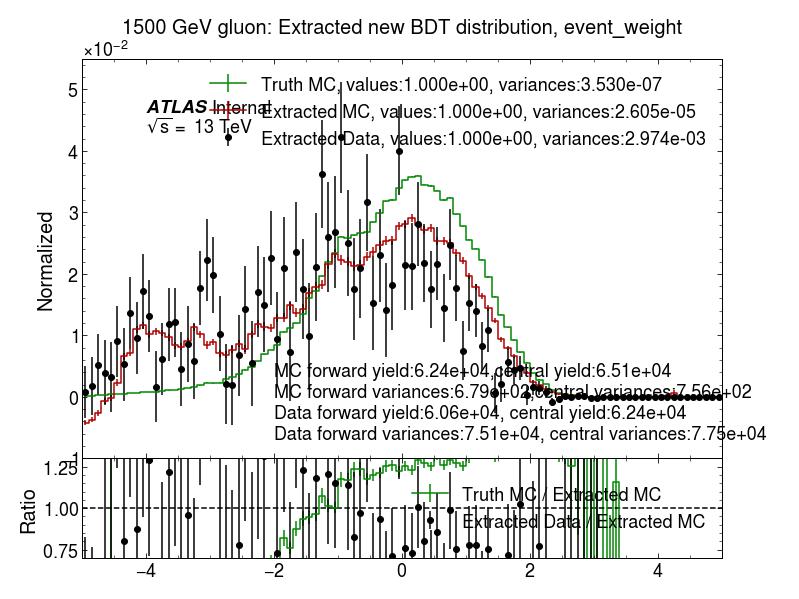 1500 GeV gluon: Extracted new BDT distribution, event_weight
×10⁻²
Truth MC, values:1.000e+00, variances:3.530e-07
ATLAS Internal
Extracted MC, values:1.000e+00, variances:2.605e-05
√s = 13 TeV
Extracted Data, values:1.000e+00, variances:2.974e-03
5
4
3
2
1
0
Normalized
MC forward yield:6.24e+04,central yield:6.51e+04
MC forward variances:6.79e+02,central variances:7.56e+02
Data forward yield:6.06e+04, central yield:6.24e+04
Data forward variances:7.51e+04, central variances:7.75e+04
1.25
1.00
0.75
Ratio
Truth MC / Extracted MC
Extracted Data / Extracted MC
−4 −2 0 2 4